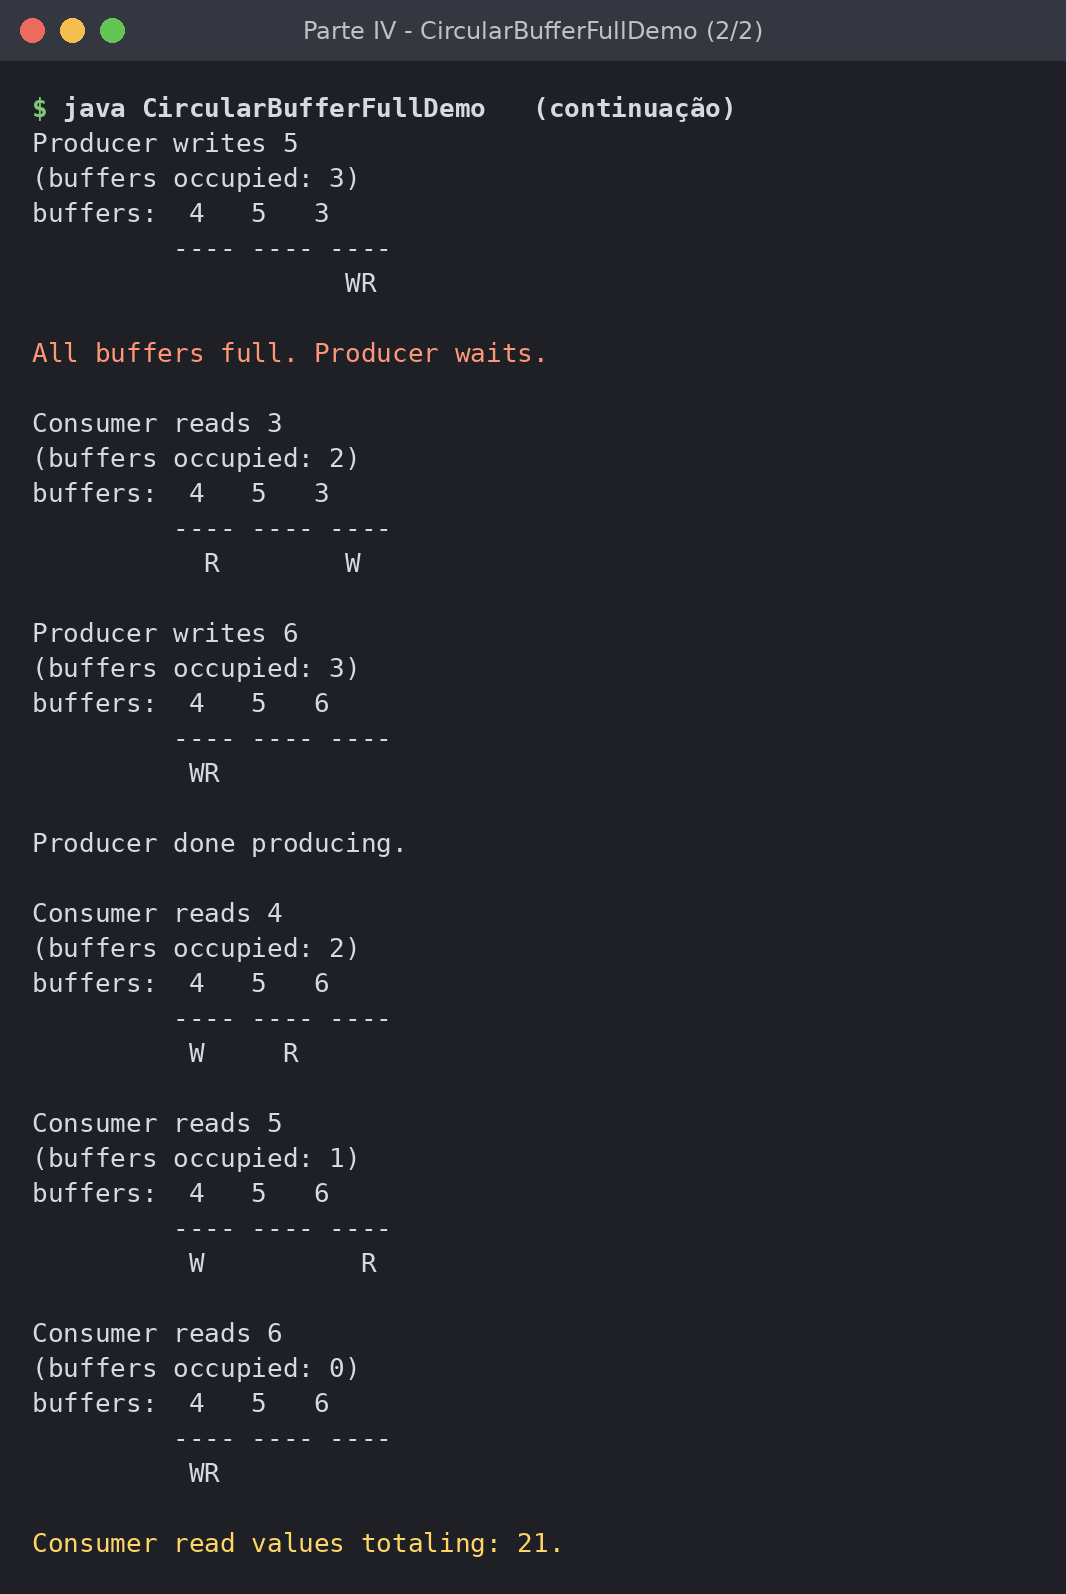 Parte IV - CircularBufferFullDemo (2/2)
$ java CircularBufferFullDemo   (continuação)
Producer writes 5
(buffers occupied: 3)
buffers:  4   5   3
         ---- ---- ----
                    WR
All buffers full. Producer waits.
Consumer reads 3
(buffers occupied: 2)
buffers:  4   5   3
         ---- ---- ----
           R        W
Producer writes 6
(buffers occupied: 3)
buffers:  4   5   6
         ---- ---- ----
          WR
Producer done producing.
Consumer reads 4
(buffers occupied: 2)
buffers:  4   5   6
         ---- ---- ----
          W     R
Consumer reads 5
(buffers occupied: 1)
buffers:  4   5   6
         ---- ---- ----
          W          R
Consumer reads 6
(buffers occupied: 0)
buffers:  4   5   6
         ---- ---- ----
          WR
Consumer read values totaling: 21.